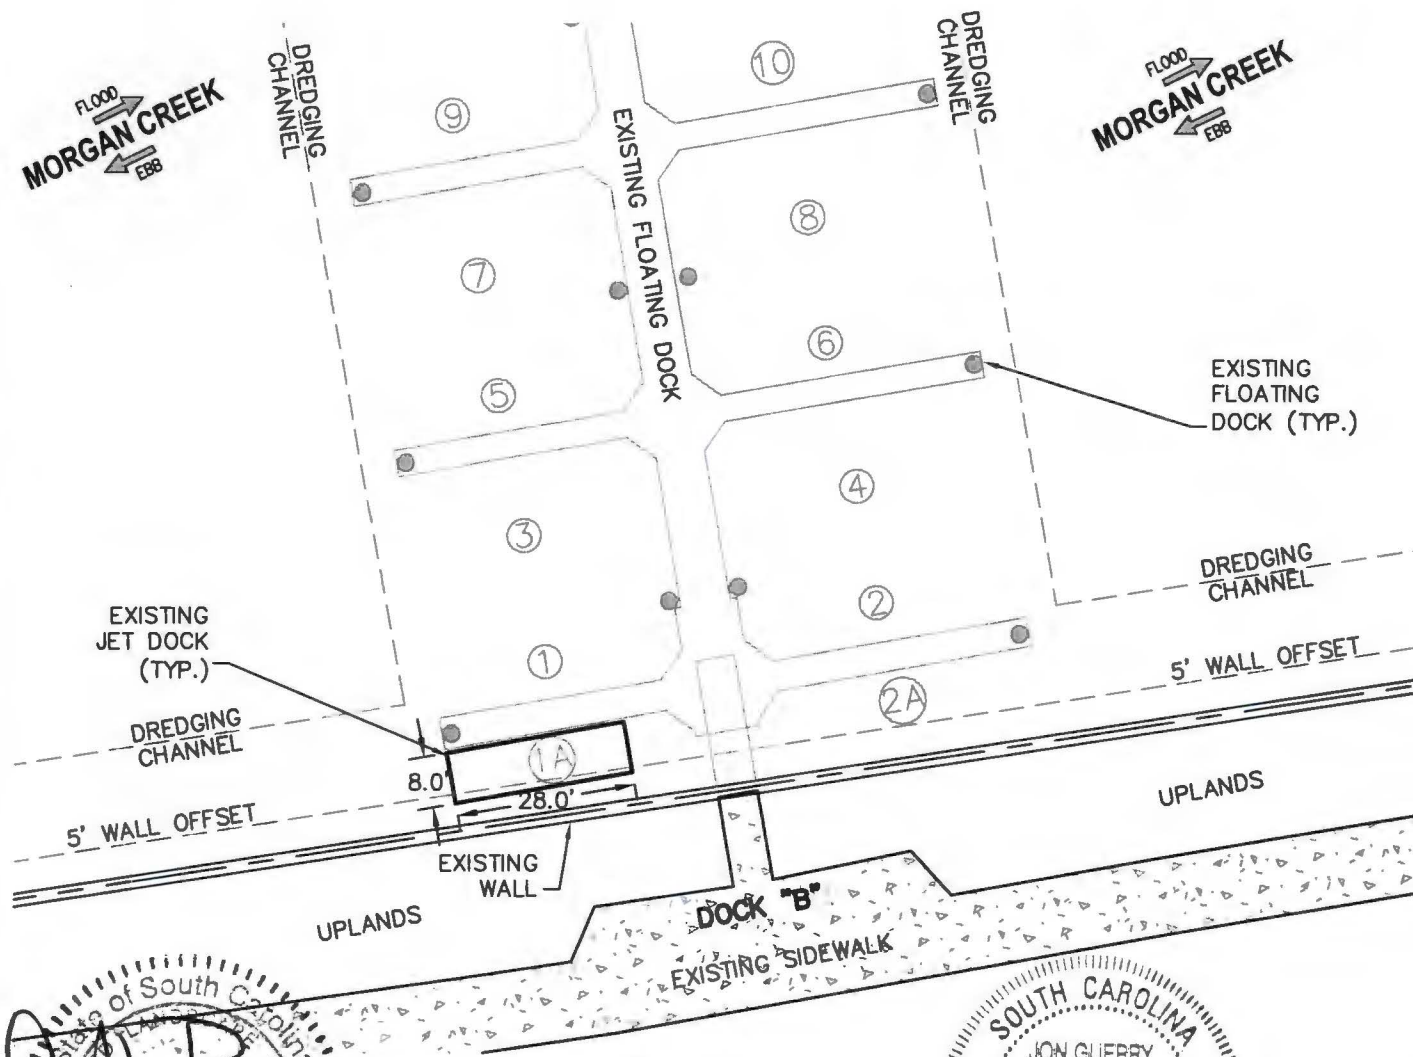 DREDGING
CHANNEL
10
DREDGING
CHANNEL
FLOOD
MORGAN CREEK
EBB
FLOOD
MORGAN CREEK
EBB
9
EXISTING FLOATING DOCK
8
7
6
5
EXISTING
FLOATING
DOCK (TYP.)
4
3
DREDGING
CHANNEL
2
EXISTING
JET DOCK
(TYP.)
1
5' WALL OFFSET
2A
DREDGING
CHANNEL
1A
8.0'
28.0'
5' WALL OFFSET
UPLANDS
EXISTING
WALL
UPLANDS
DOCK "B"
EXISTING SIDEWALK
State of South Carolina
SOUTH CAROLINA
JON GUERRY